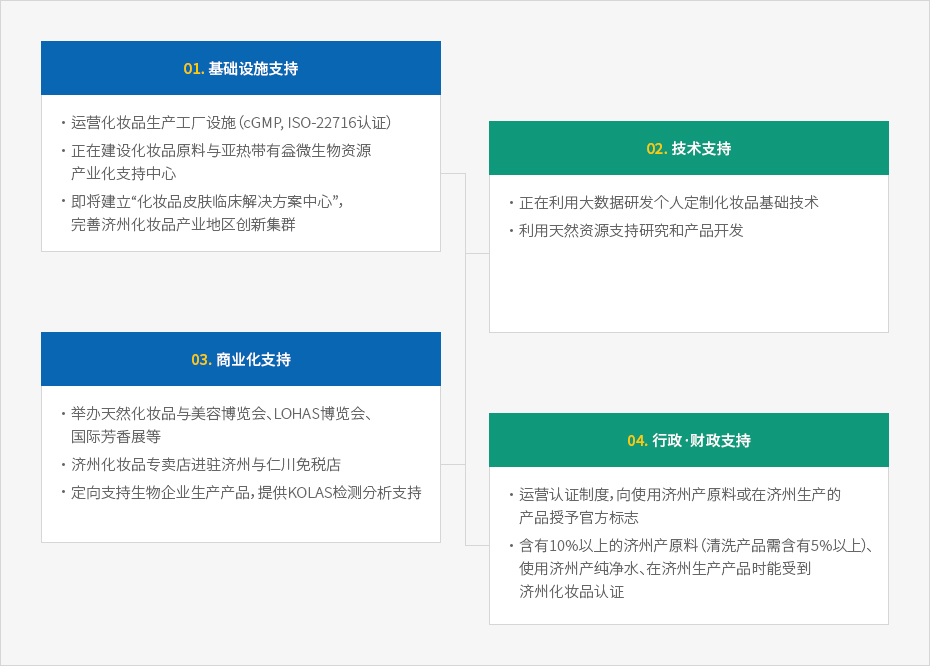 01. 基础设施支持
· 运营化妆品生产工厂设施 (cGMP, ISO-22716认证)
· 正在建设化妆品原料与亚热带有益微生物资源
产业化支持中心
· 即将建立“化妆品皮肤临床解决方案中心”，
完善济州化妆品产业地区创新集群
02. 技术支持
· 正在利用大数据研发个人定制化妆品基础技术
· 利用天然资源支持研究和产品开发
03. 商业化支持
· 举办天然化妆品与美容博览会、LOHAS博览会、
国际芳香展等
· 济州化妆品专卖店进驻济州与仁川免税店
· 定向支持生物企业生产产品，提供KOLAS检测分析支持
04. 行政·财政支持
· 运营认证制度，向使用济州产原料或在济州生产的
产品授予官方标志
· 含有10%以上的济州产原料 (清洗产品需含有5%以上)、
使用济州产纯净水、在济州生产产品时能受到
济州化妆品认证